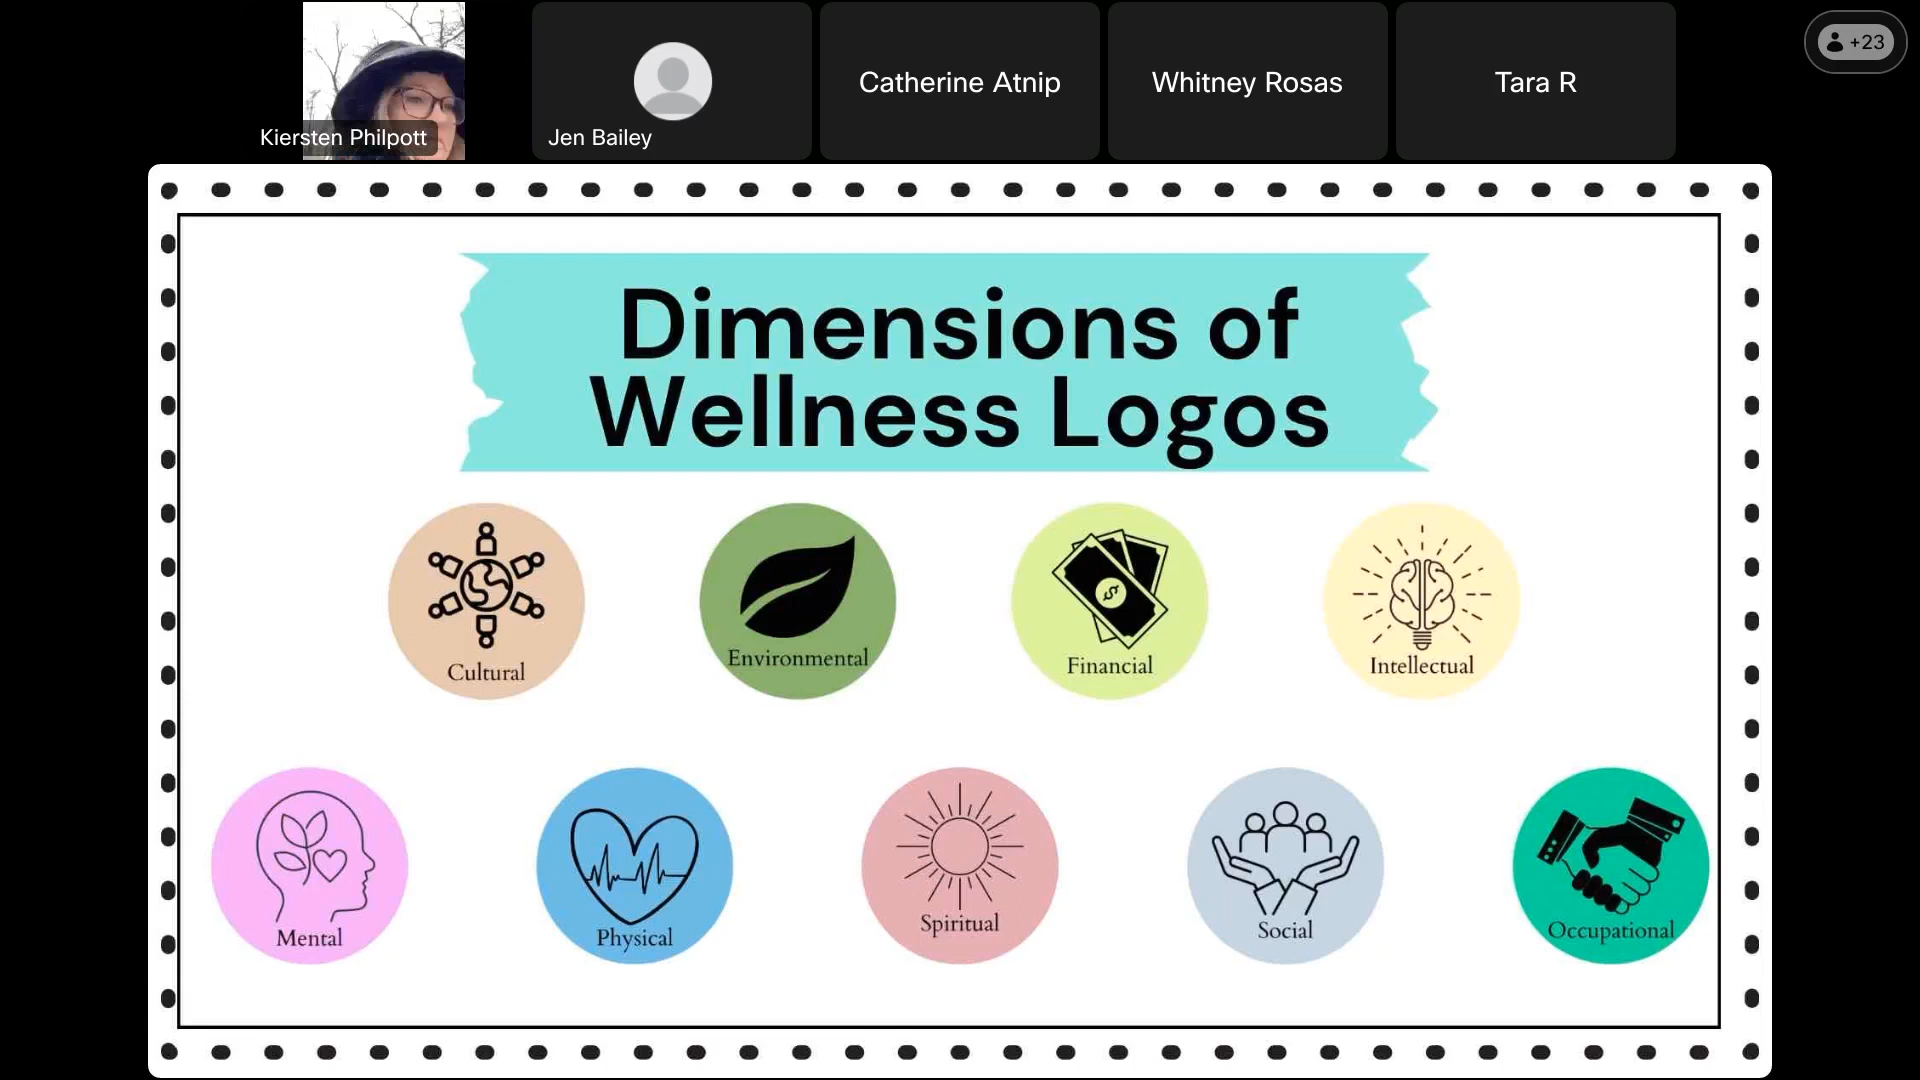 Kiersten Philpott
Jen Bailey
Catherine Atnip
Whitney Rosas
Tara R
+23
Dimensions of
Wellness Logos
Cultural
Environmental
Financial
Intellectual
Mental
Physical
Spiritual
Social
Occupational